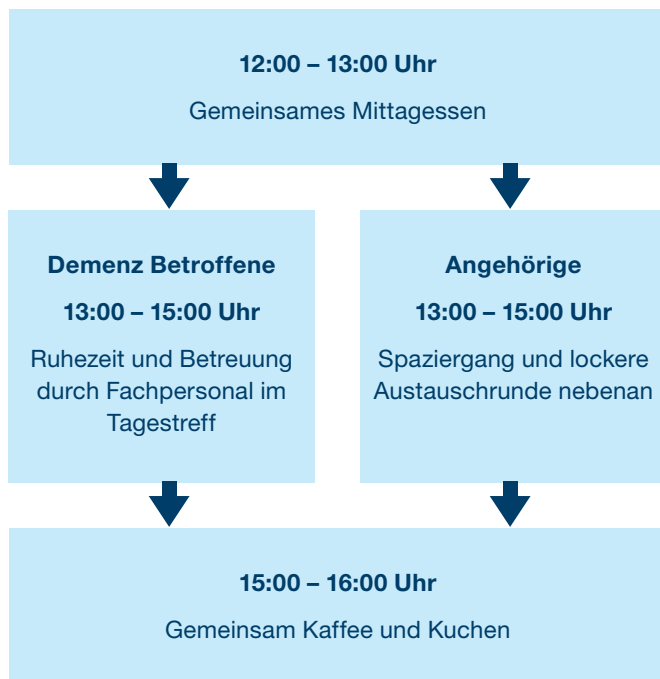 12:00 – 13:00 Uhr
Gemeinsames Mittagessen
Demenz Betroffene
13:00 – 15:00 Uhr
Ruhezeit und Betreuung
durch Fachpersonal im
Tagestreff
Angehörige
13:00 – 15:00 Uhr
Spaziergang und lockere
Austauschrunde nebenan
15:00 – 16:00 Uhr
Gemeinsam Kaffee und Kuchen